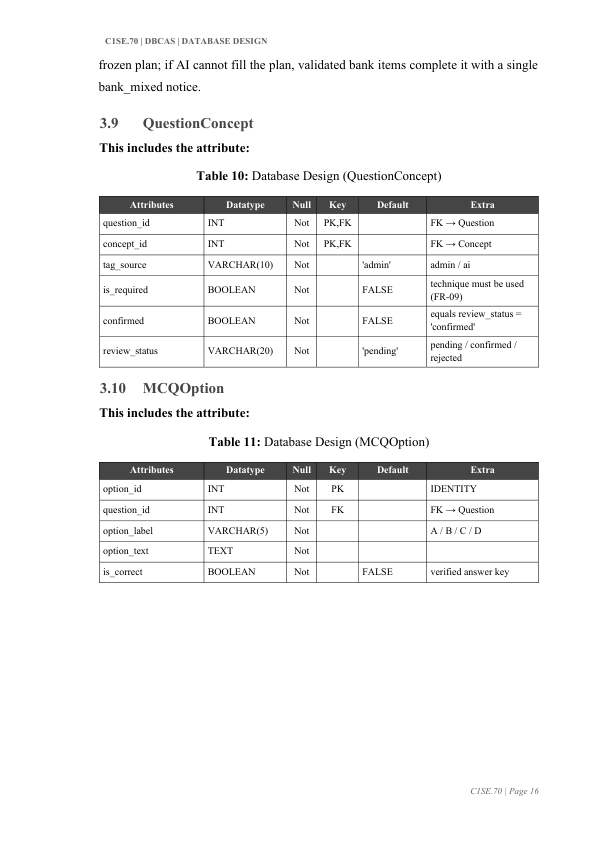 C1SE.70 | DBCAS | DATABASE DESIGN
frozen plan; if AI cannot fill the plan, validated bank items complete it with a single
bank_mixed notice.
3.9 QuestionConcept
This includes the attribute:
Table 10: Database Design (QuestionConcept)
Attributes Datatype Null Key Default Extra
question_id INT Not PK,FK FK → Question
concept_id INT Not PK,FK FK → Concept
tag_source VARCHAR(10) Not 'admin' admin / ai
is_required BOOLEAN Not FALSE technique must be used
(FR-09)
confirmed BOOLEAN Not FALSE equals review_status =
'confirmed'
review_status VARCHAR(20) Not 'pending' pending / confirmed /
rejected
3.10 MCQOption
This includes the attribute:
Table 11: Database Design (MCQOption)
Attributes Datatype Null Key Default Extra
option_id INT Not PK IDENTITY
question_id INT Not FK FK → Question
option_label VARCHAR(5) Not A / B / C / D
option_text TEXT Not
is_correct BOOLEAN Not FALSE verified answer key
C1SE.70 | Page 16